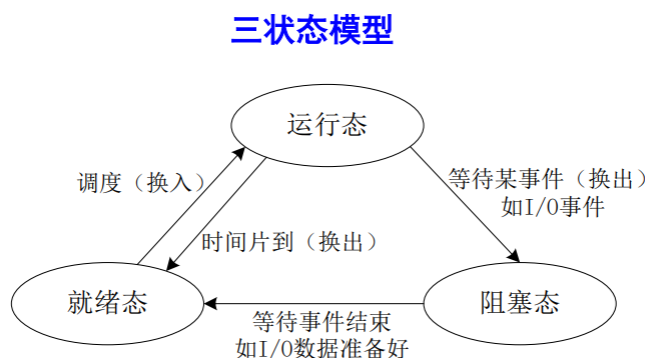 三状态模型
运行态
调度（换入）
等待某事件（换出）
如I/O事件
时间片到（换出）
就绪态
阻塞态
等待事件结束
如I/O数据准备好